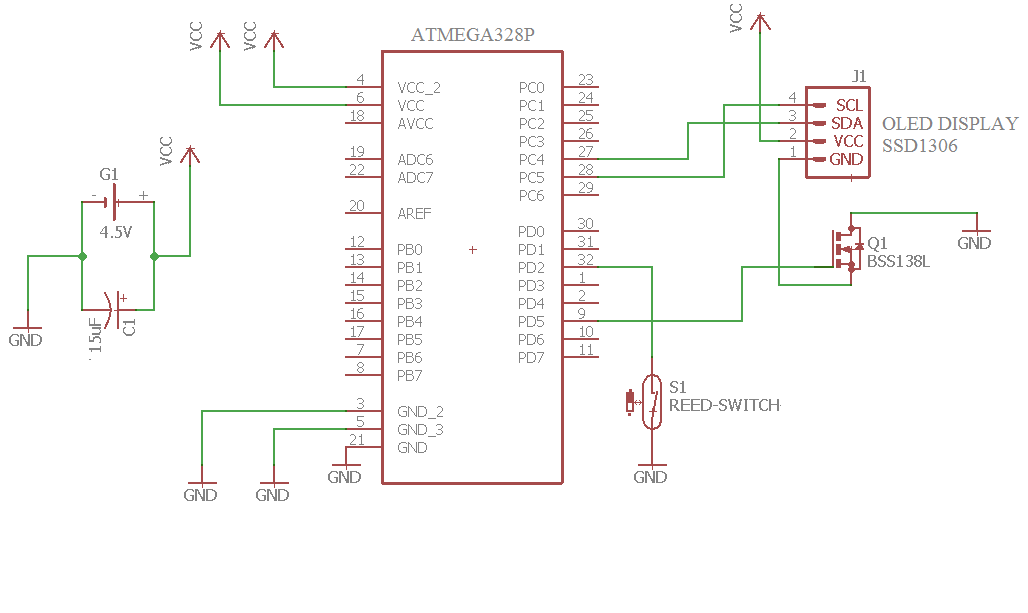 ATMEGA328P
VCC
VCC
VCC
VCC
4 VCC_2
6 VCC
18 AVCC
19 ADC6
22 ADC7
20 AREF
12 PB0
13 PB1
14 PB2
15 PB3
16 PB4
17 PB5
7 PB6
8 PB7
3 GND_2
5 GND_3
21 GND
PC0 23
PC1 24
PC2 25
PC3 26
PC4 27
PC5 28
PC6 29
PD0 30
PD1 31
PD2 32
PD3 1
PD4 2
PD5 9
PD6 10
PD7 11
J1
4 SCL
3 SDA
2 VCC
1 GND
OLED DISPLAY
SSD1306
G1
- +
4.5V
+
15uF
C1
GND
GND
GND
GND
Q1
BSS138L
GND
S1
REED-SWITCH
GND